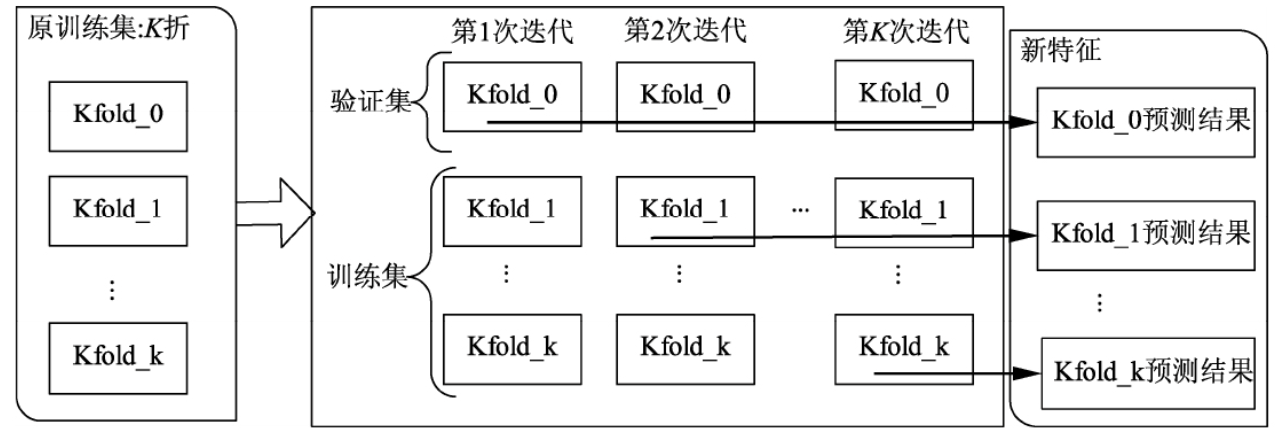 原训练集:K折
Kfold_0
Kfold_1
⋮
Kfold_k
第1次迭代 第2次迭代 第K次迭代
验证集 Kfold_0 Kfold_0 Kfold_0
训练集
Kfold_1 Kfold_1 ... Kfold_1
⋮ ⋮ ⋮
Kfold_k Kfold_k Kfold_k
新特征
Kfold_0预测结果
Kfold_1预测结果
⋮
Kfold_k预测结果